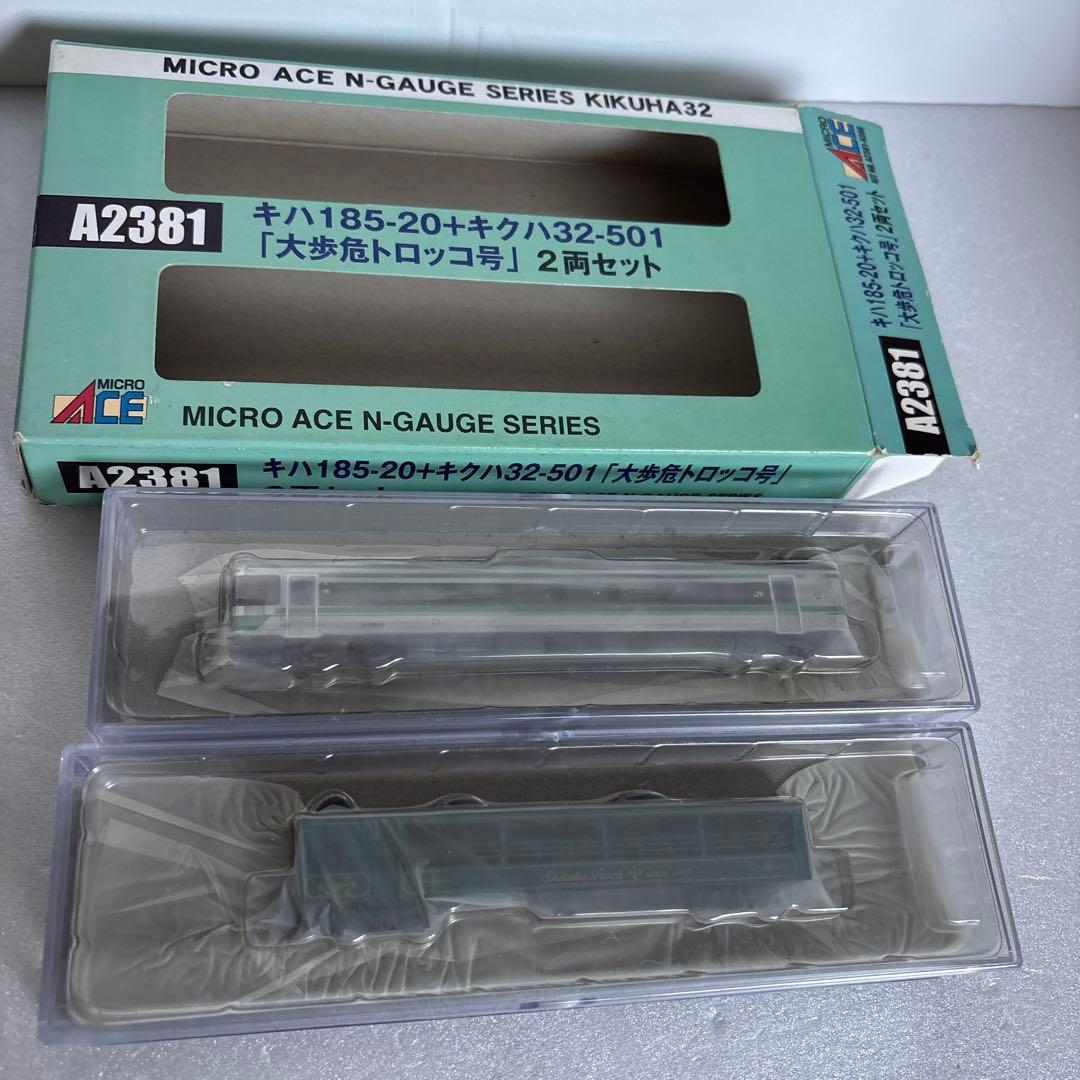 MICRO ACE N-GAUGE SERIES KIKUHA32
A2381
キハ185-20+キクハ32-501
「大歩危トロッコ号」2両セット
MICRO
ACE
MICRO ACE N-GAUGE SERIES
A2381
キハ185-20+キクハ32-501「大歩危トロッコ号」
MICRO
ACE
キハ185-20+キクハ32-501
「大歩危トロッコ号」2両セット
A2381
Shikoku Truck